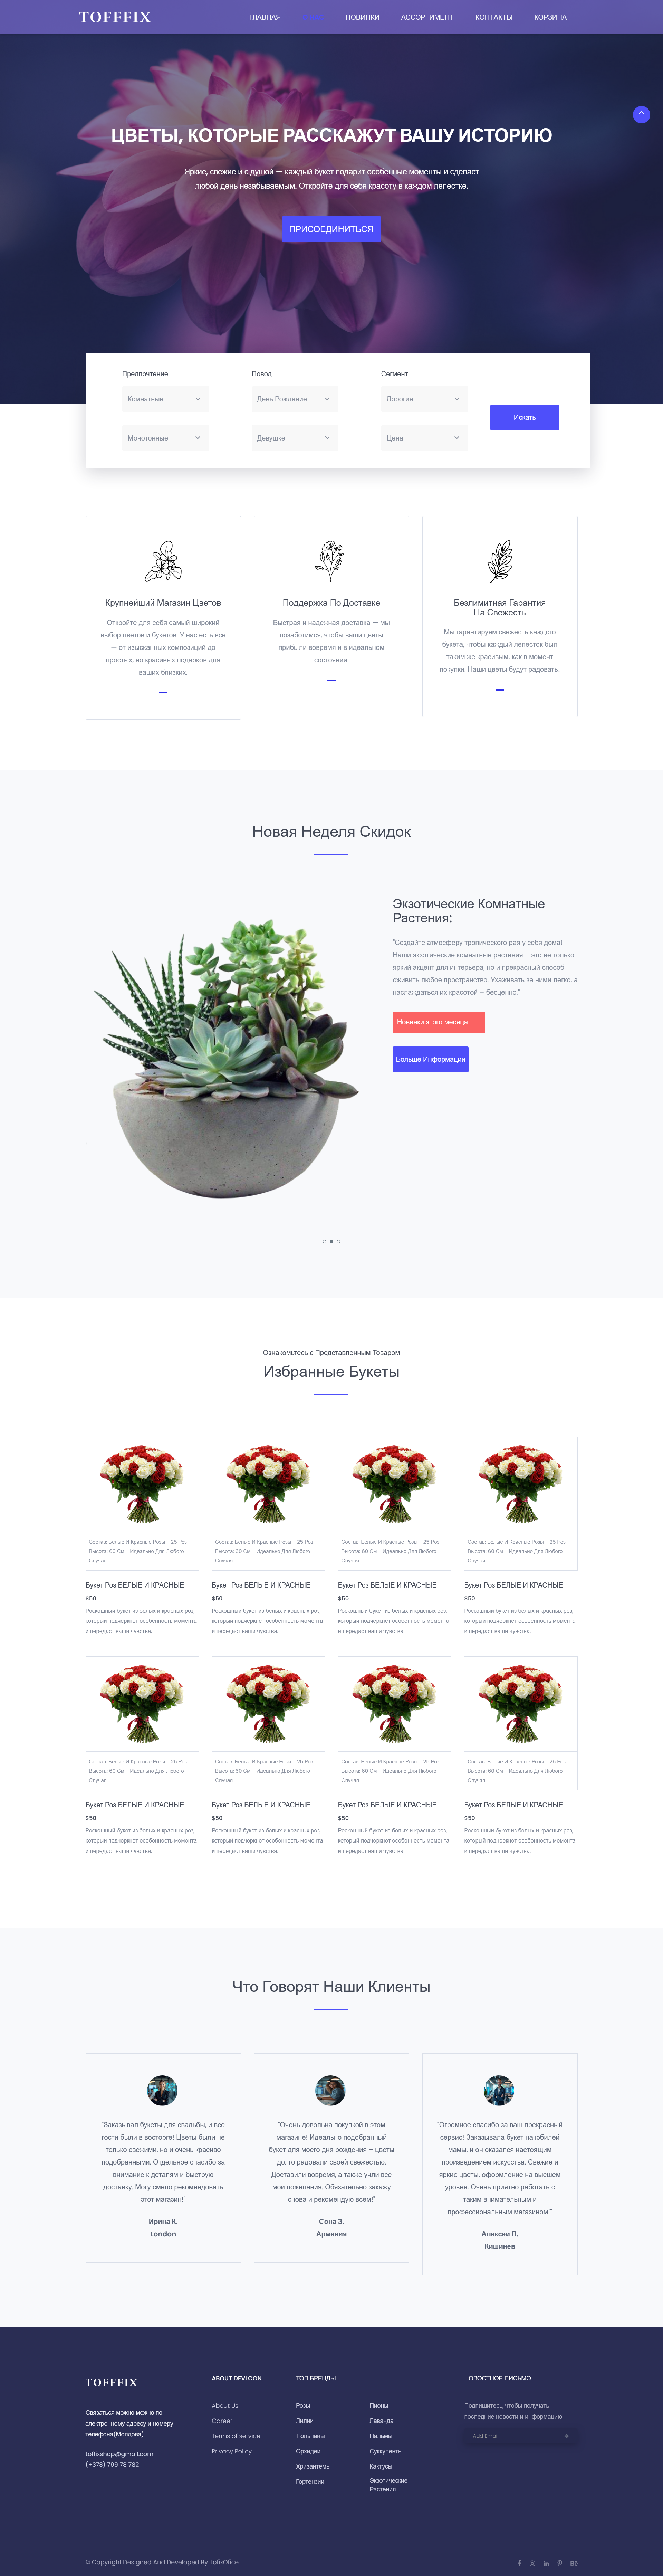 TOFFFIX
ГЛАВНАЯ
НОВИНКИ
АССОРТИМЕНТ
КОНТАКТЫ
КОРЗИНА
ЦВЕТЫ, КОТОРЫЕ РАССКАЖУТ ВАШУ ИСТОРИЮ
Яркие, свежие и с душой — каждый букет подарит особенные моменты и сделает
любой день незабываемым. Откройте для себя красоту в каждом лепестке.
ПРИСОЕДИНИТЬСЯ
Предпочтение
Повод
Сегмент
Комнатные
День Рождение
Дорогие
Искать
Монотонные
Девушке
Цена
Крупнейший Магазин Цветов
Откройте для себя самый широкий
выбор цветов и букетов. У нас есть всё
— от изысканных композиций до
простых, но красивых подарков для
ваших близких.
Поддержка По Доставке
Быстрая и надежная доставка — мы
позаботимся, чтобы ваши цветы
прибыли вовремя и в идеальном
состоянии.
Безлимитная Гарантия
На Свежесть
Мы гарантируем свежесть каждого
букета, чтобы каждый лепесток был
таким же красивым, как в момент
покупки. Наши цветы будут радовать!
Новая Неделя Скидок
Экзотические Комнатные
Растения:
"Создайте атмосферу тропического рая у себя дома!
Наши экзотические комнатные растения – это не только
яркий акцент для интерьера, но и прекрасный способ
оживить любое пространство. Ухаживать за ними легко, а
наслаждаться их красотой – бесценно."
Новинки этого месяца!
Больше Информации
Ознакомьтесь с Представленным Товаром
Избранные Букеты
Состав: Белые И Красные Розы 25 Роз
Высота: 60 См Идеально Для Любого
Случая
Букет Роз БЕЛЫЕ И КРАСНЫЕ
$50
Роскошный букет из белых и красных роз,
который подчеркнёт особенность момента
и передаст ваши чувства.
Состав: Белые И Красные Розы 25 Роз
Высота: 60 См Идеально Для Любого
Случая
Букет Роз БЕЛЫЕ И КРАСНЫЕ
$50
Роскошный букет из белых и красных роз,
который подчеркнёт особенность момента
и передаст ваши чувства.
Состав: Белые И Красные Розы 25 Роз
Высота: 60 См Идеально Для Любого
Случая
Букет Роз БЕЛЫЕ И КРАСНЫЕ
$50
Роскошный букет из белых и красных роз,
который подчеркнёт особенность момента
и передаст ваши чувства.
Состав: Белые И Красные Розы 25 Роз
Высота: 60 См Идеально Для Любого
Случая
Букет Роз БЕЛЫЕ И КРАСНЫЕ
$50
Роскошный букет из белых и красных роз,
который подчеркнёт особенность момента
и передаст ваши чувства.
Состав: Белые И Красные Розы 25 Роз
Высота: 60 См Идеально Для Любого
Случая
Букет Роз БЕЛЫЕ И КРАСНЫЕ
$50
Роскошный букет из белых и красных роз,
который подчеркнёт особенность момента
и передаст ваши чувства.
Состав: Белые И Красные Розы 25 Роз
Высота: 60 См Идеально Для Любого
Случая
Букет Роз БЕЛЫЕ И КРАСНЫЕ
$50
Роскошный букет из белых и красных роз,
который подчеркнёт особенность момента
и передаст ваши чувства.
Состав: Белые И Красные Розы 25 Роз
Высота: 60 См Идеально Для Любого
Случая
Букет Роз БЕЛЫЕ И КРАСНЫЕ
$50
Роскошный букет из белых и красных роз,
который подчеркнёт особенность момента
и передаст ваши чувства.
Состав: Белые И Красные Розы 25 Роз
Высота: 60 См Идеально Для Любого
Случая
Букет Роз БЕЛЫЕ И КРАСНЫЕ
$50
Роскошный букет из белых и красных роз,
который подчеркнёт особенность момента
и передаст ваши чувства.
Что Говорят Наши Клиенты
"Заказывал букеты для свадьбы, и все
гости были в восторге! Цветы были не
только свежими, но и очень красиво
подобранными. Отдельное спасибо за
внимание к деталям и быструю
доставку. Могу смело рекомендовать
этот магазин!"
Ирина К.
London
"Очень довольна покупкой в этом
магазине! Идеально подобранный
букет для моего дня рождения – цветы
долго радовали своей свежестью.
Доставили вовремя, а также учли все
мои пожелания. Обязательно закажу
снова и рекомендую всем!"
Сона З.
Армения
"Огромное спасибо за ваш прекрасный
сервис! Заказывала букет на юбилей
мамы, и он оказался настоящим
произведением искусства. Свежие и
яркие цветы, оформление на высшем
уровне. Очень приятно работать с
таким внимательным и
профессиональным магазином!"
Алексей П.
Кишинев
TOFFFIX
Связаться можно можно по
электронному адресу и номеру
телефона(Молдова)
toffixshop@gmail.com
(+373) 799 78 782
ABOUT DEVLOON
About Us
Career
Terms of service
Privacy Policy
ТОП БРЕНДЫ
Розы
Лилии
Тюльпаны
Орхидеи
Хризантемы
Гортензии
Пионы
Лаванда
Пальмы
Суккуленты
Кактусы
Экзотические
Растения
НОВОСТНОЕ ПИСЬМО
Подпишитесь, чтобы получать
последние новости и информацию
Add Email
© Copyright.Designed And Developed By TofixOfice.